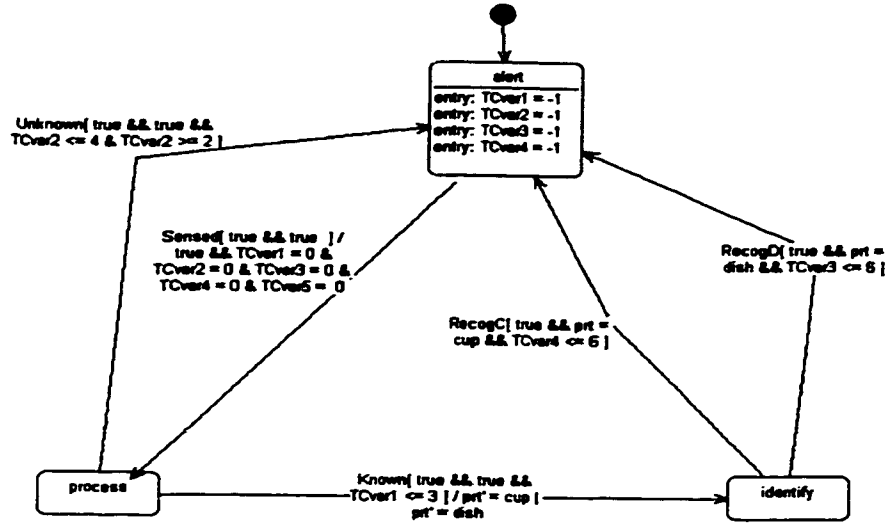 alert
entry: TCvar1 = -1
entry: TCvar2 = -1
entry: TCvar3 = -1
entry: TCvar4 = -1
Unknown[ true && true &&
TCvar2 <= 4 & TCvar2 >= 2 ]
Sensed[ true && true ] /
true && TCvar1 = 0 &
TCvar2 = 0 & TCvar3 = 0 &
TCvar4 = 0 & TCvar5 = 0
RecogD[ true && prt =
dish && TCvar3 <= 6 ]
RecogC[ true && prt =
cup && TCvar4 <= 6 ]
process
Known[ true && true &&
TCvar1 <= 3 ] / prt' = cup |
prt' = dish
identify